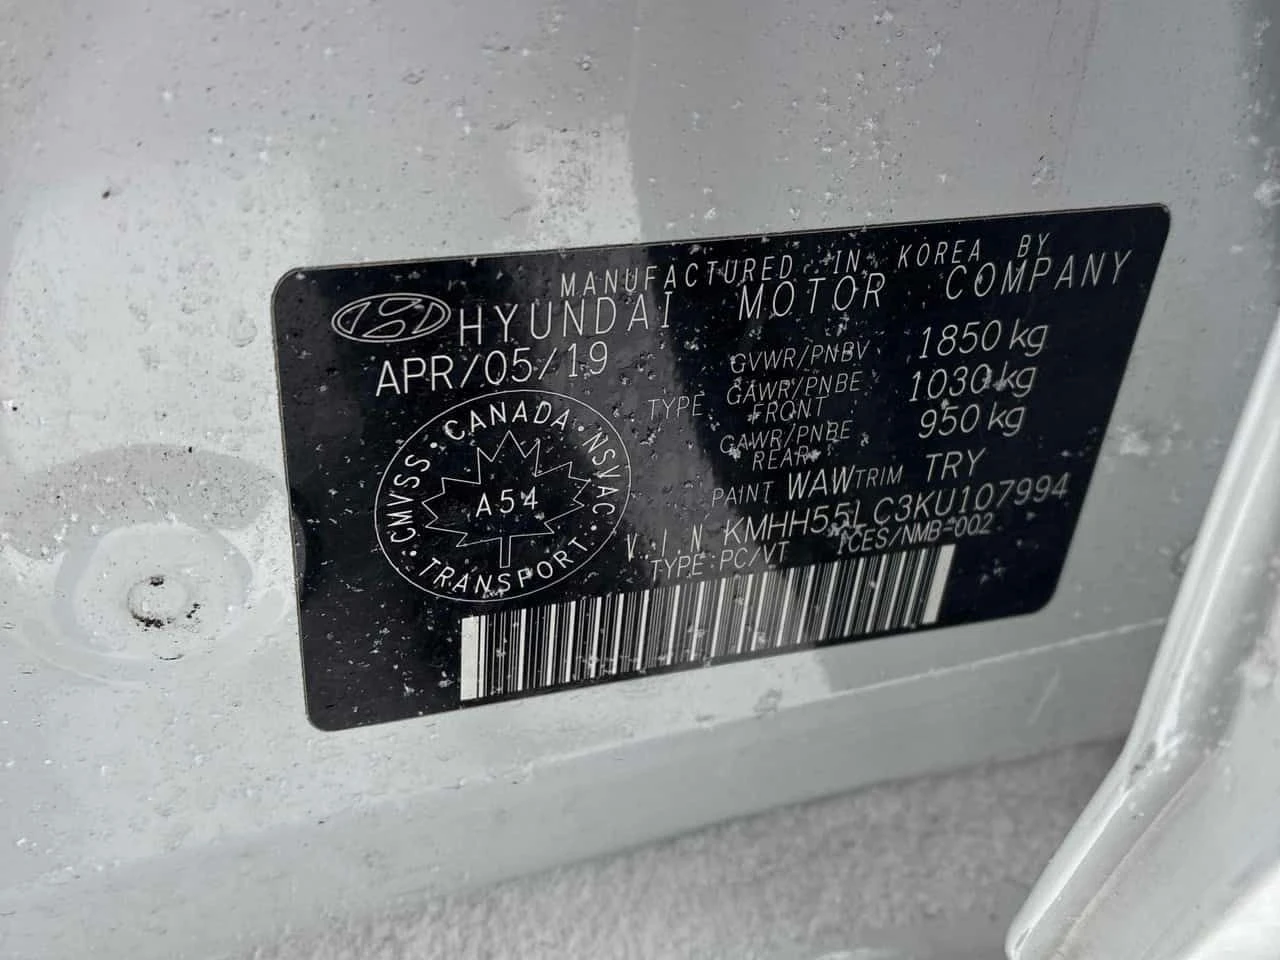 MANUFACTURED IN KOREA BY
HYUNDAI MOTOR COMPANY
APR/05/19
GVWR/PNBV 1850 kg
TYPE GAWR/PNBE FRONT 1030 kg
GAWR/PNBE REAR 950 kg
PAINT WAW TRIM TRY
V.I.N KMHH55LC3KU107994
TYPE:PC/VT ICES/NMB-002
CMVSS · CANADA · NSVAC · TRANSPORT
A54